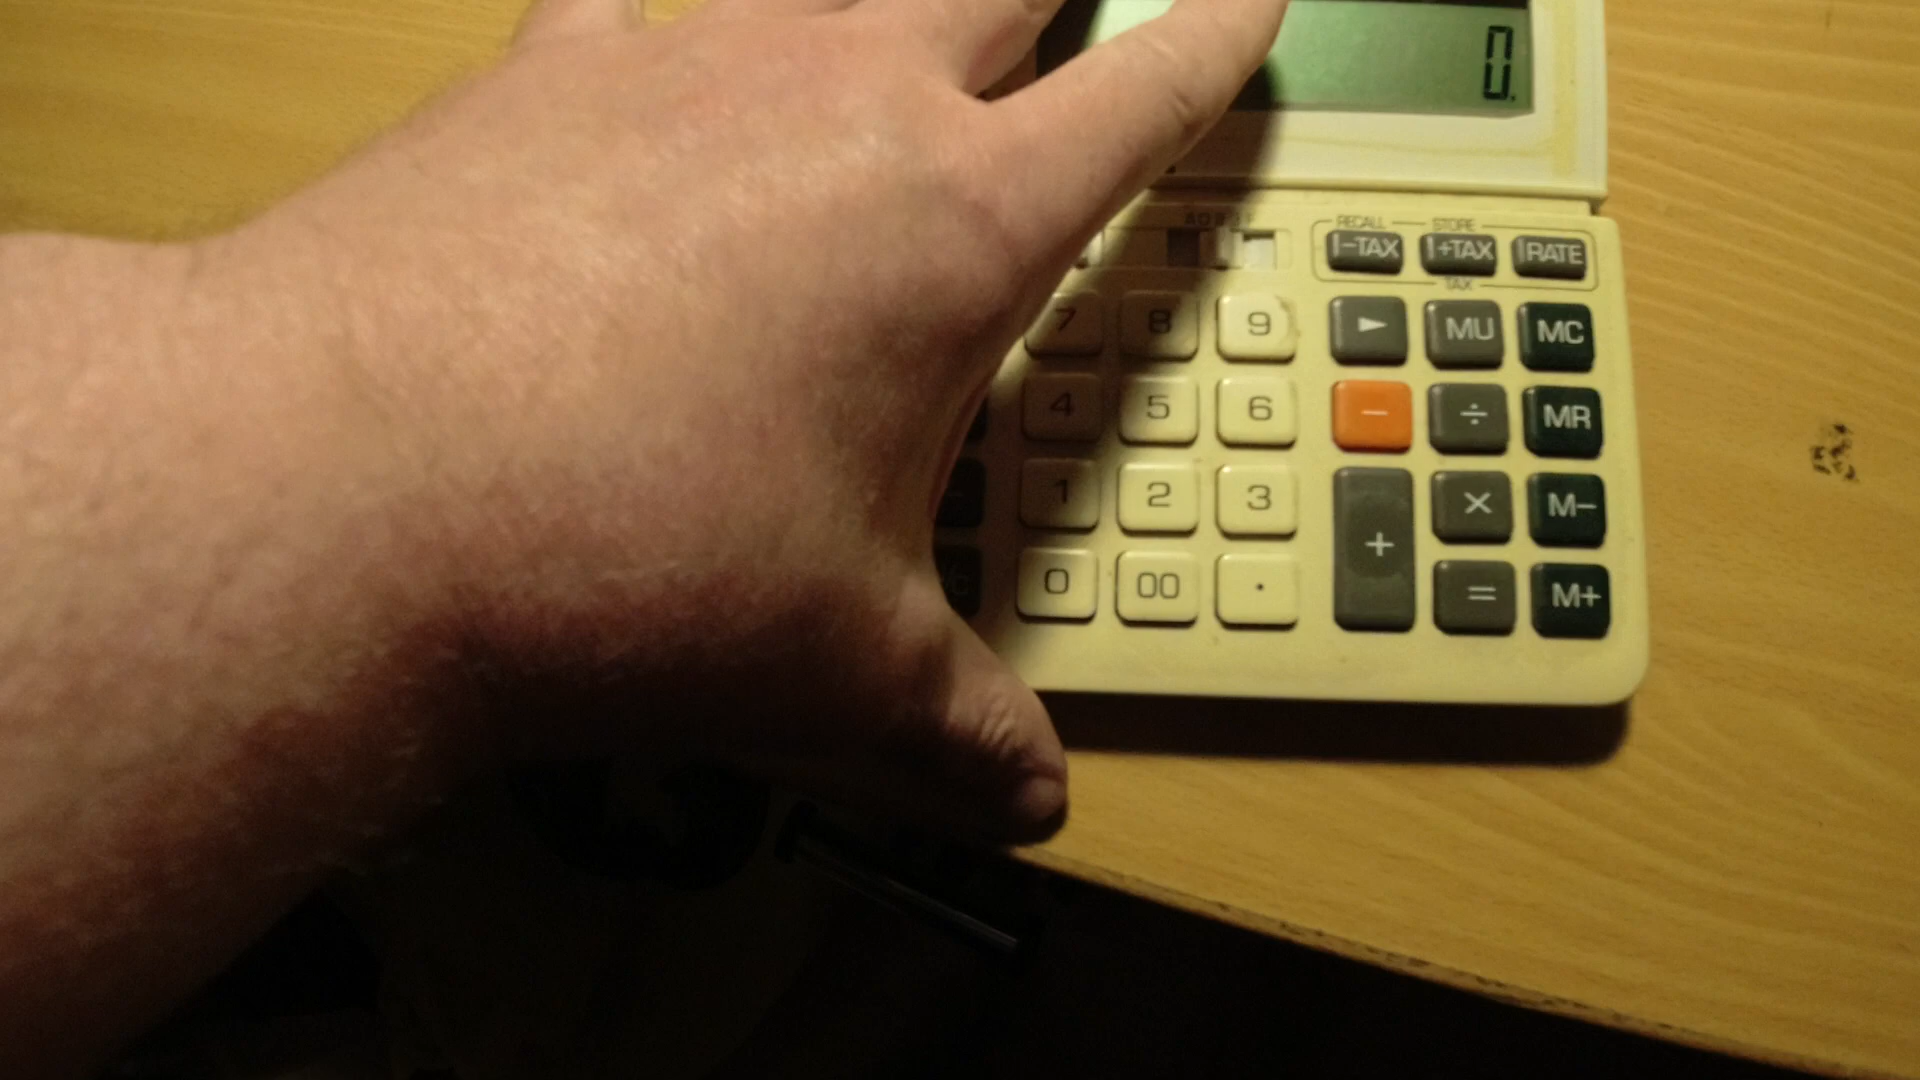 0.
RECALL STORE
-TAX +TAX RATE
TAX
7 8 9 ► MU MC
4 5 6 − ÷ MR
1 2 3 + × M−
0 00 · = M+